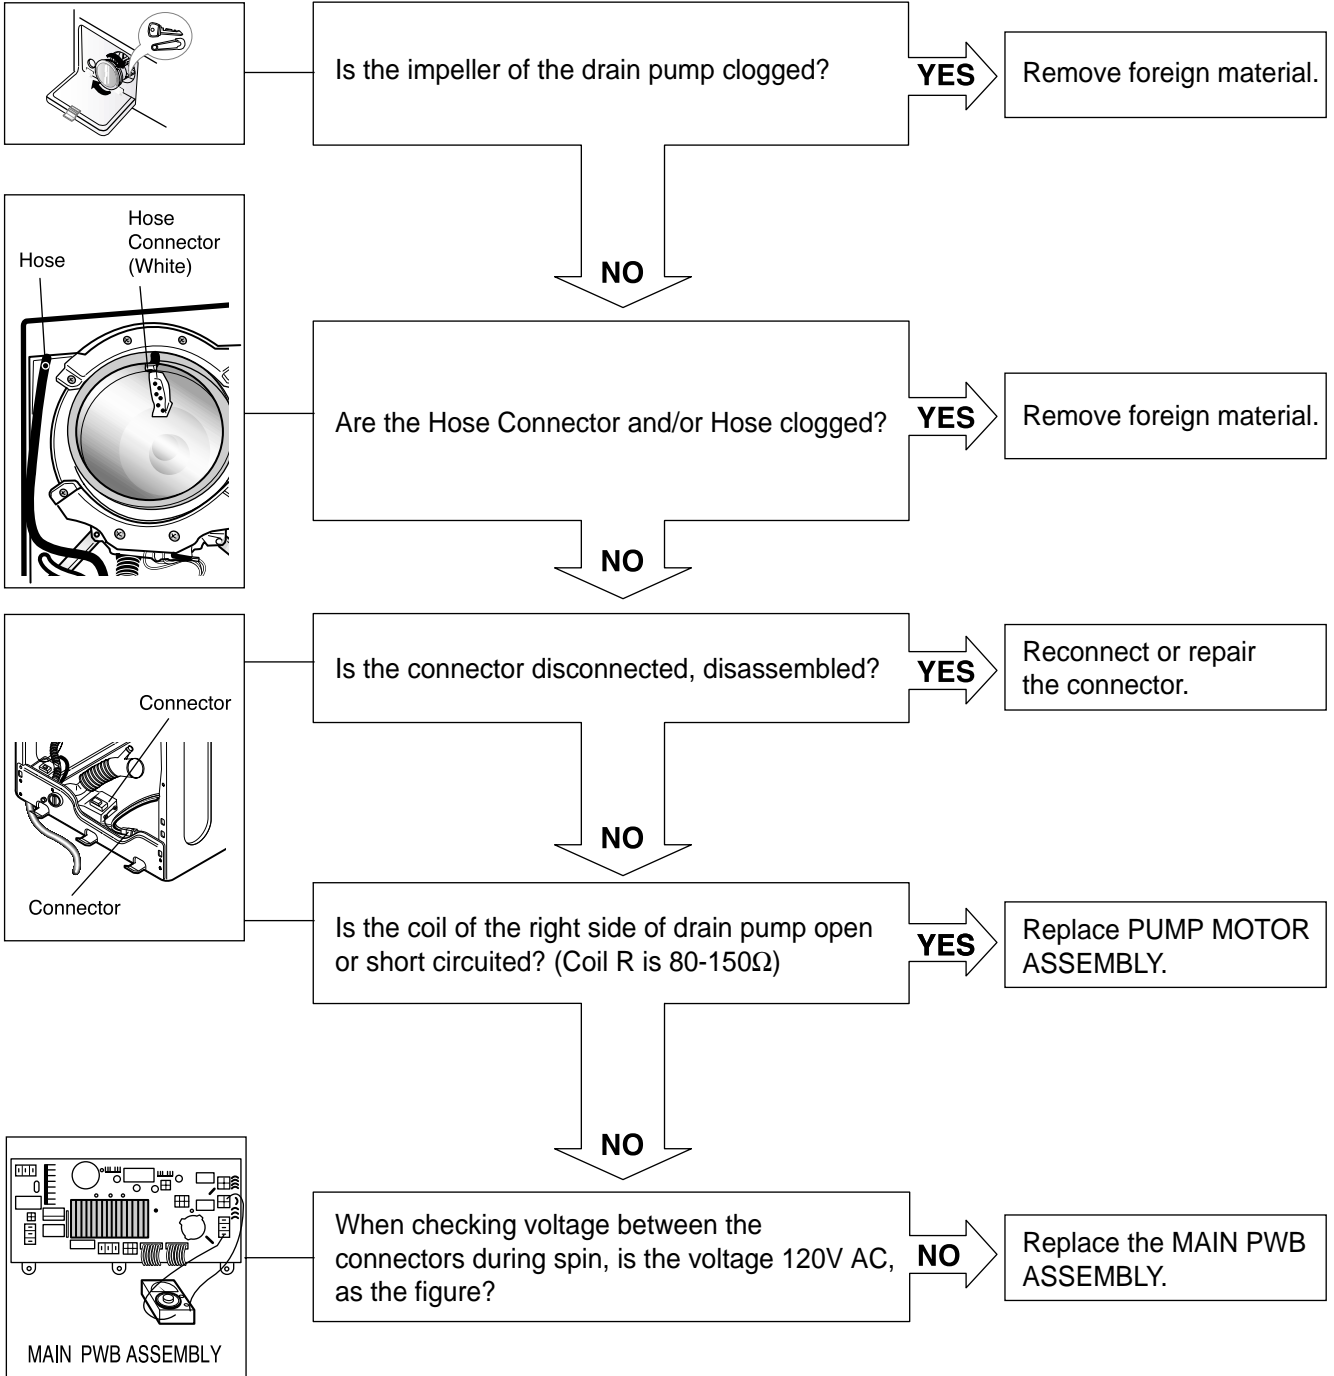 Is the impeller of the drain pump clogged?
YES
Remove foreign material.
NO
Hose
Hose
Connector
(White)
Are the Hose Connector and/or Hose clogged?
YES
Remove foreign material.
NO
Connector
Connector
Is the connector disconnected, disassembled?
YES
Reconnect or repair
the connector.
NO
Is the coil of the right side of drain pump open
or short circuited? (Coil R is 80-150Ω)
YES
Replace PUMP MOTOR
ASSEMBLY.
NO
MAIN PWB ASSEMBLY
When checking voltage between the
connectors during spin, is the voltage 120V AC,
as the figure?
NO
Replace the MAIN PWB
ASSEMBLY.